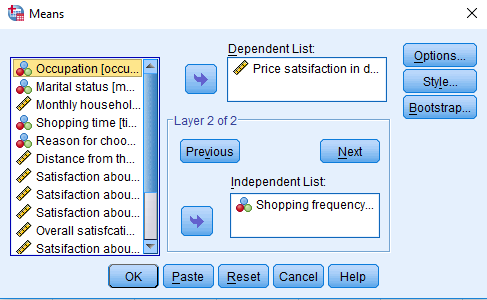 Means
Occupation [occu...
Marital status [m...
Monthly househol...
Shopping time [ti...
Reason for choo...
Distance from th...
Satisfaction abou...
Satsifaction abou...
Satisfaction abou...
Overall satisfcati...
Satsifaction abou...
Dependent List:
Price satsifaction in d...
Layer 2 of 2
Previous
Next
Independent List:
Shopping frequency...
Options...
Style...
Bootstrap...
OK
Paste
Reset
Cancel
Help